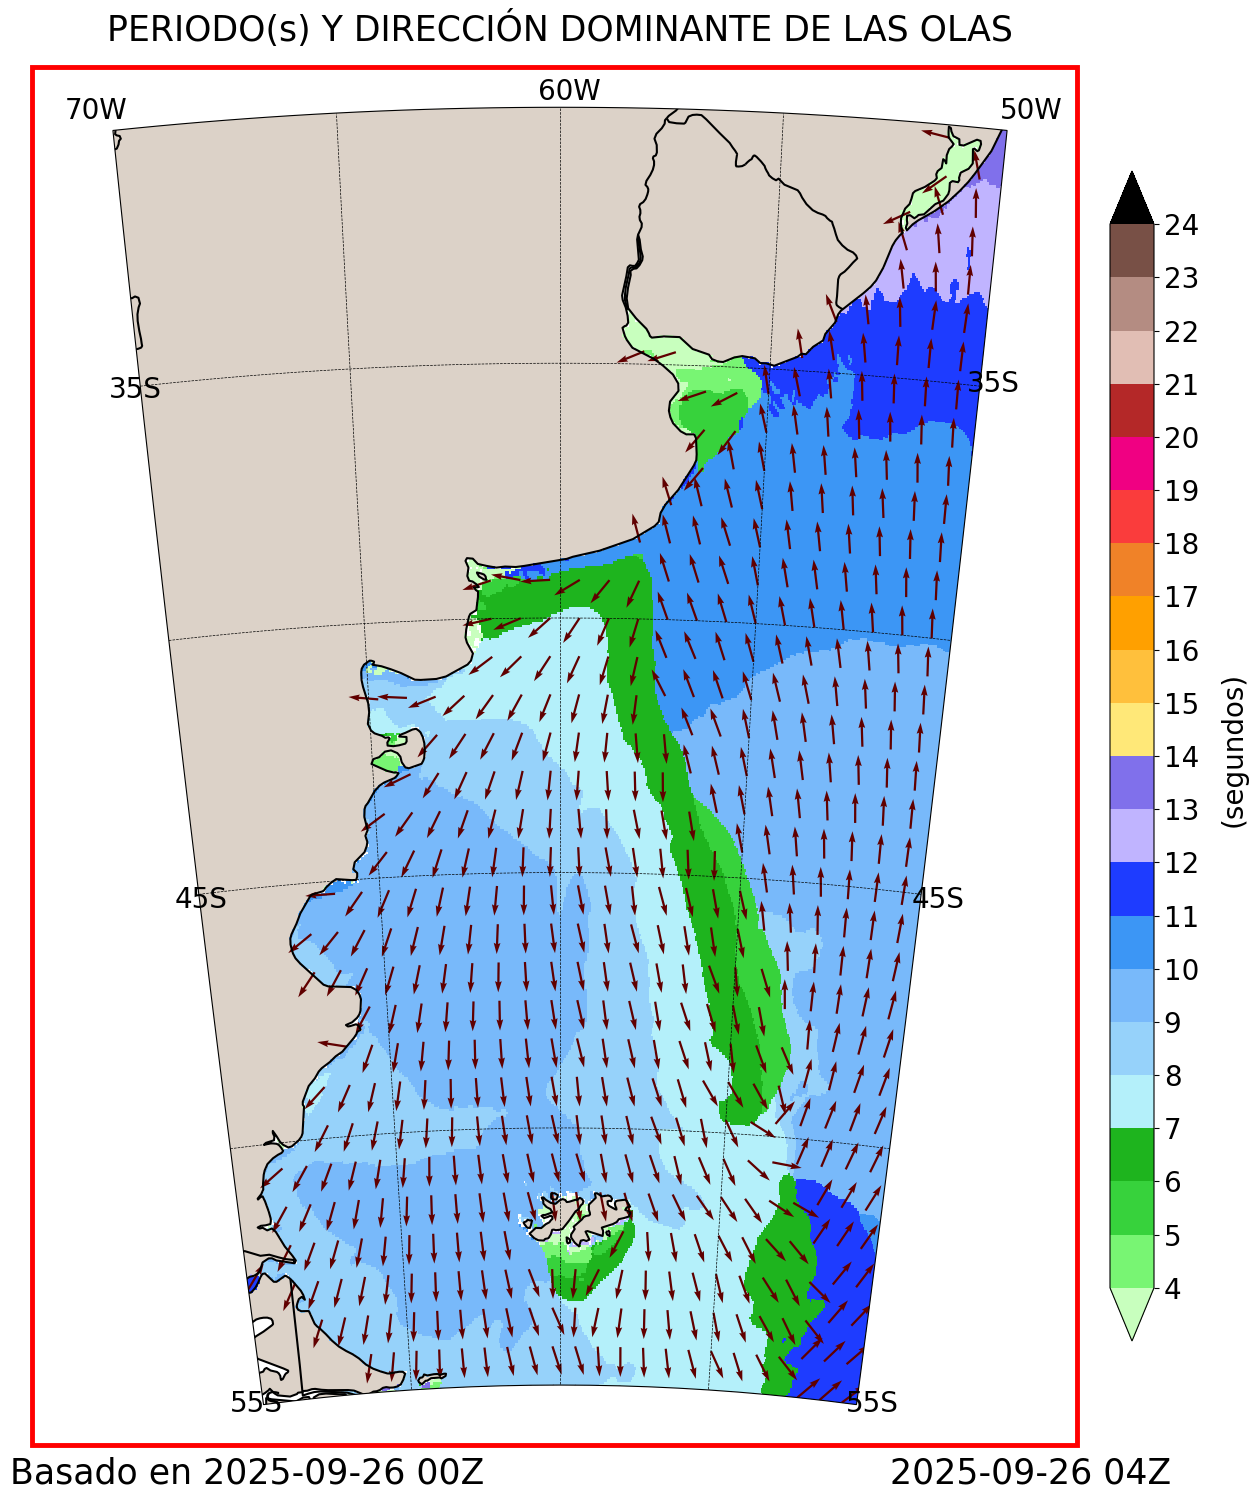 PERIODO(s) Y DIRECCIÓN DOMINANTE DE LAS OLAS
70W
60W
50W
35S
35S
45S
45S
55S
55S
24
23
22
21
20
19
18
17
16
15
14
13
12
11
10
9
8
7
6
5
4
(segundos)
Basado en 2025-09-26 00Z
2025-09-26 04Z